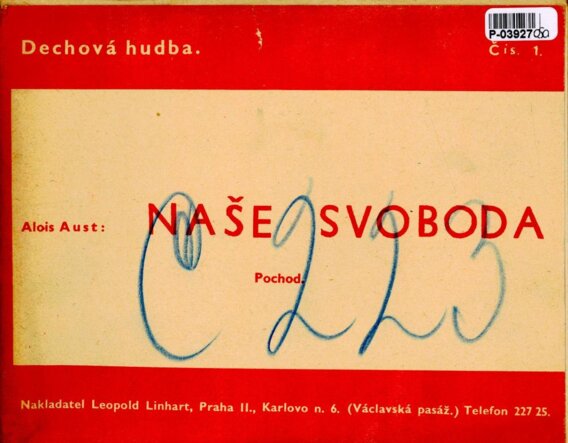 P-03927
Dechová hudba. Čís. 1.
Alois Aust: NAŠE SVOBODA
C 223
Pochod.
Nakladatel Leopold Linhart, Praha II., Karlovo n. 6. (Václavská pasáž.) Telefon 227 25.